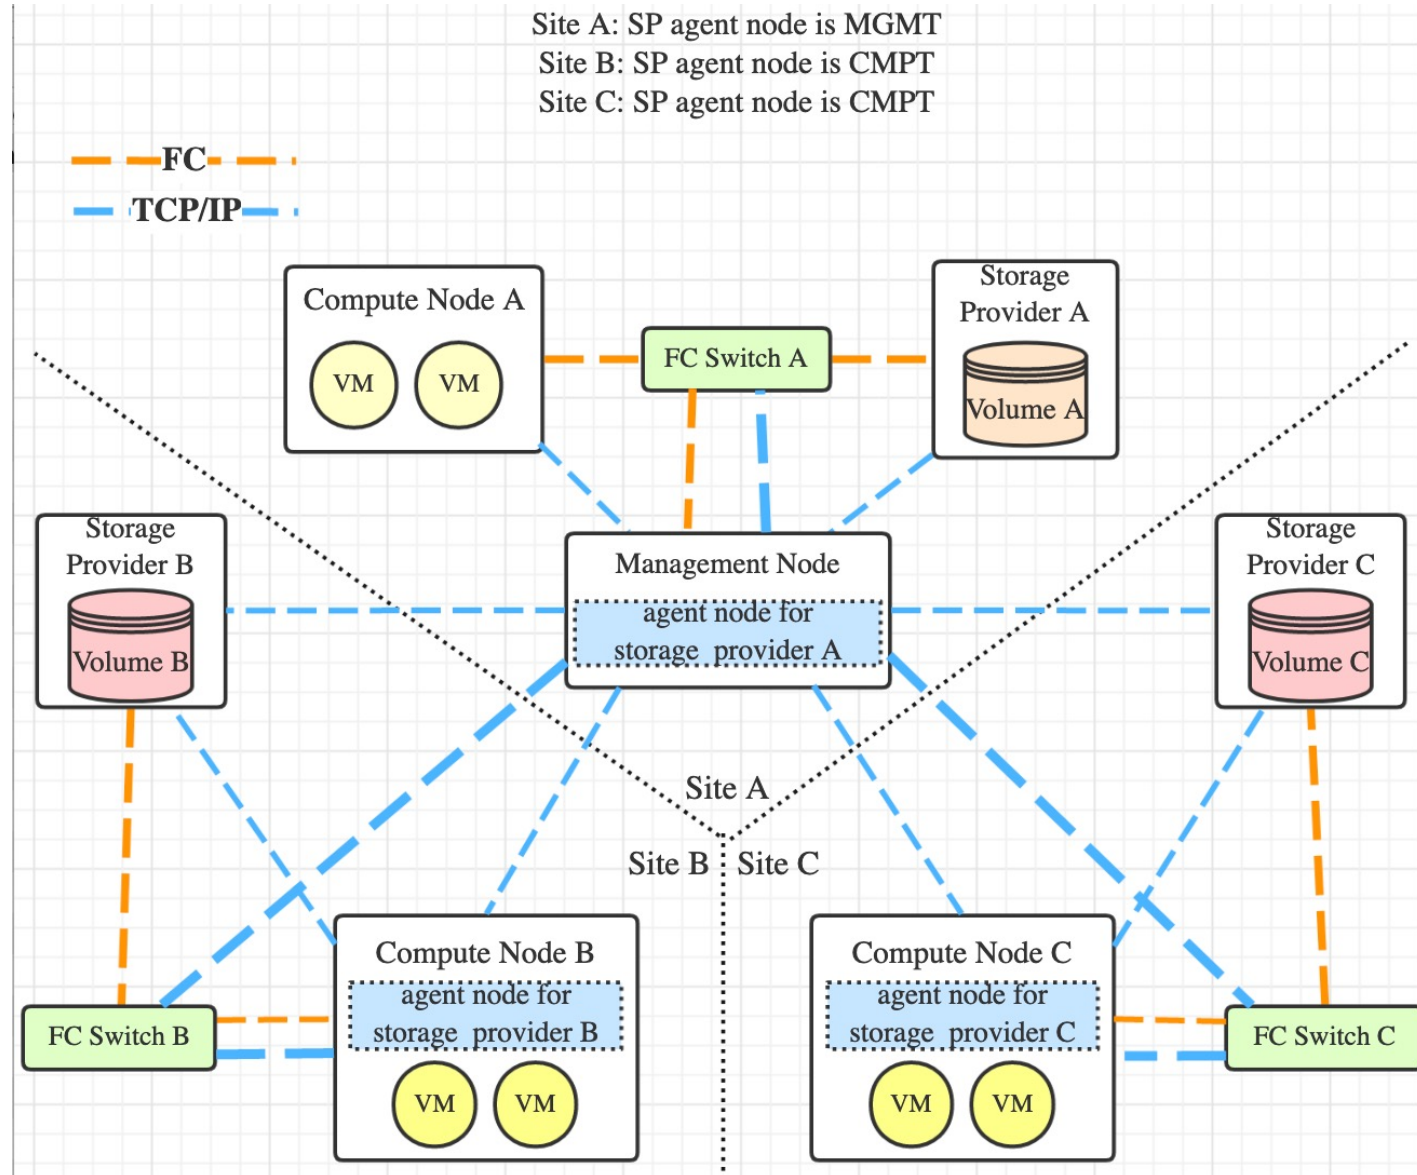 Site A: SP agent node is MGMT
Site B: SP agent node is CMPT
Site C: SP agent node is CMPT
FC
TCP/IP
Compute Node A
VM
VM
FC Switch A
Storage
Provider A
Volume A
Storage
Provider B
Volume B
Management Node
agent node for
storage provider A
Storage
Provider C
Volume C
Site A
Site B
Site C
Compute Node B
agent node for
storage provider B
VM
VM
FC Switch B
Compute Node C
agent node for
storage provider C
VM
VM
FC Switch C